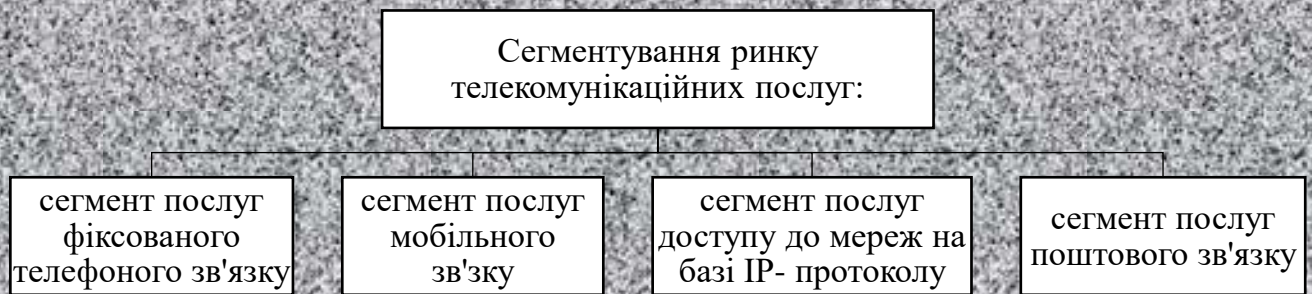 Сегментування ринку
телекомунікаційних послуг:
сегмент послуг
фіксованого
телефоного зв'язку
сегмент послуг
мобільного
зв'зку
сегмент послуг
доступу до мереж на
базі IP- протоколу
сегмент послуг
поштового зв'язку